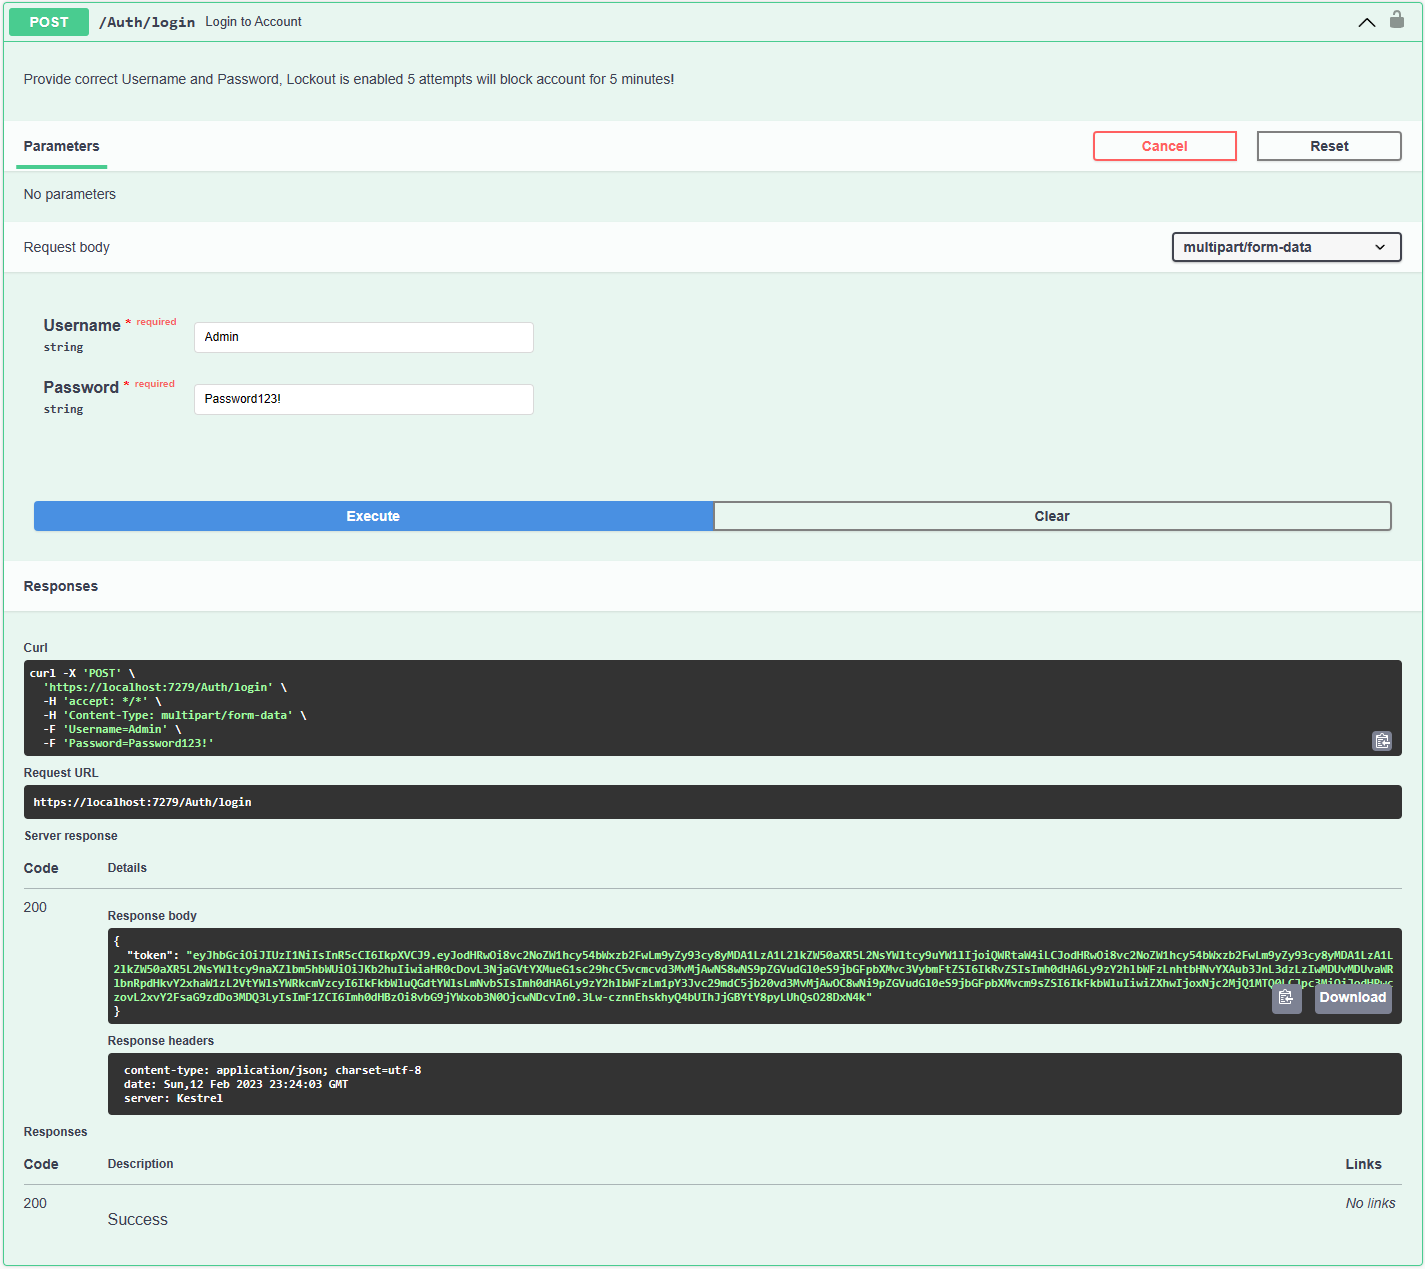 POST /Auth/login Login to Account
Provide correct Username and Password, Lockout is enabled 5 attempts will block account for 5 minutes!
Parameters
Cancel
Reset
No parameters
Request body
multipart/form-data
Username * required
string
Admin
Password * required
string
Password123!
Execute
Clear
Responses
Curl
curl -X 'POST' \
'https://localhost:7279/Auth/login' \
-H 'accept: */*' \
-H 'Content-Type: multipart/form-data' \
-F 'Username=Admin' \
-F 'Password=Password123!'
Request URL
https://localhost:7279/Auth/login
Server response
Code Details
200
Response body
{
"token":
Download
}
Response headers
content-type: application/json; charset=utf-8
date: Sun,12 Feb 2023 23:24:03 GMT
server: Kestrel
Responses
Code Description Links
200
Success
No links